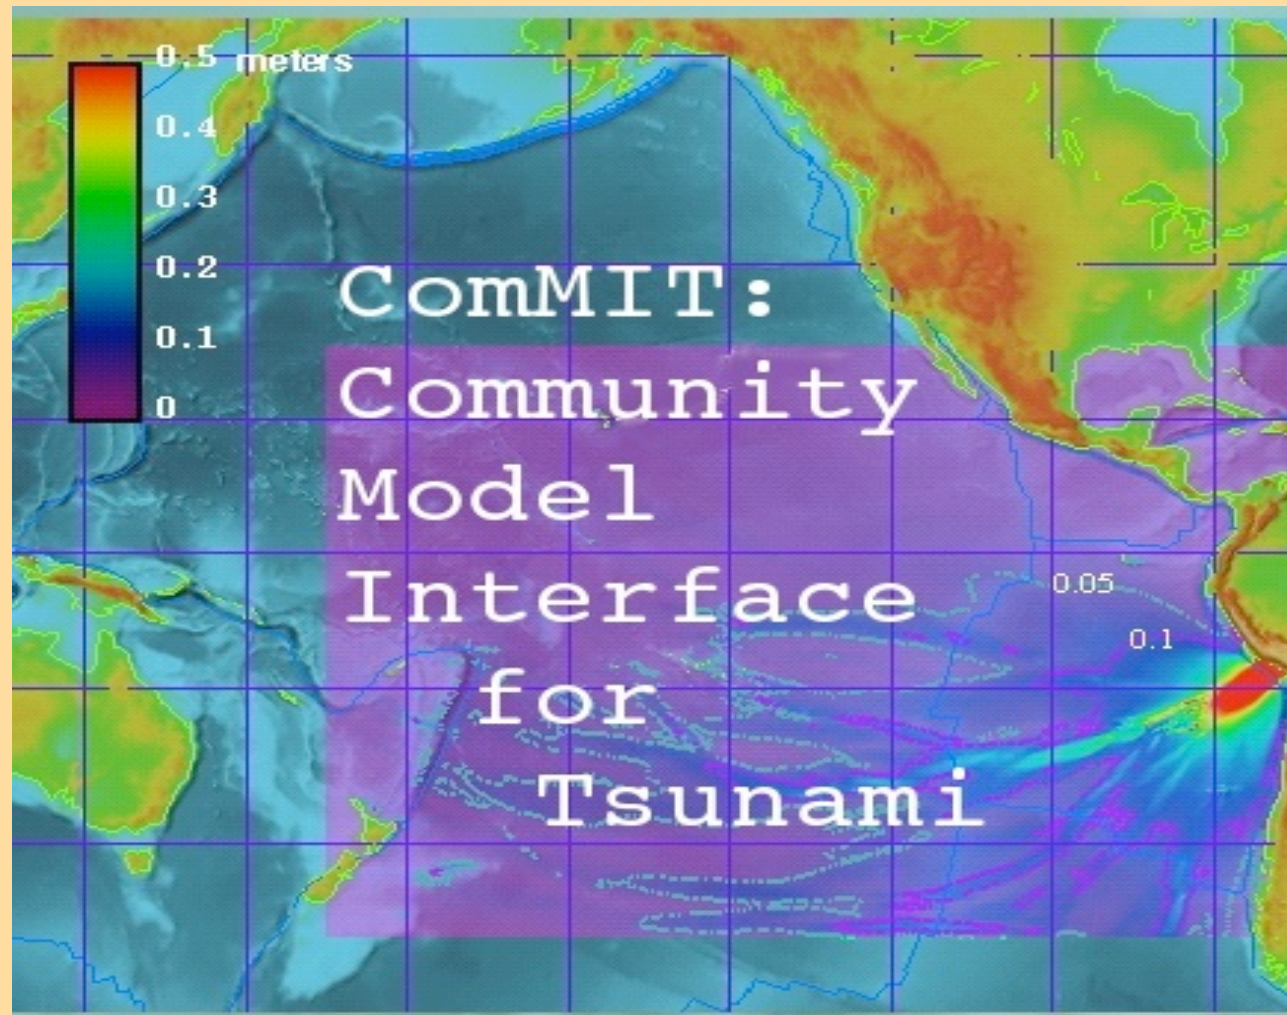 0.5 meters
0.4
0.3
0.2
0.1
0
ComMIT:
Community
Model
Interface
for
Tsunami
0.05
0.1